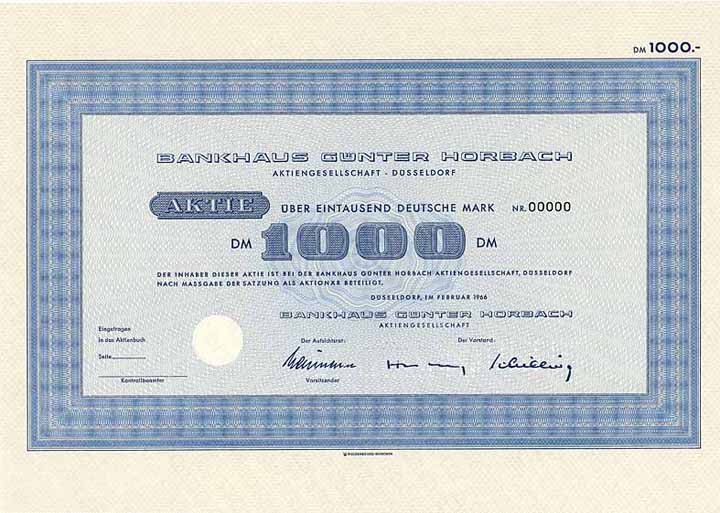 DM 1000.-
BANKHAUS GÜNTER HORBACH
AKTIENGESELLSCHAFT - DÜSSELDORF
AKTIE ÜBER EINTAUSEND DEUTSCHE MARK NR. 00000
DM 1000 DM
DER INHABER DIESER AKTIE IST BEI DER BANKHAUS GÜNTER HORBACH AKTIENGESELLSCHAFT, DÜSSELDORF
NACH MASSGABE DER SATZUNG ALS AKTIONÄR BETEILIGT.
DÜSSELDORF, IM FEBRUAR 1966
BANKHAUS GÜNTER HORBACH
AKTIENGESELLSCHAFT
Eingetragen
in das Aktienbuch
Seite
Kontrollbeamter
Der Aufsichtsrat:
Vorsitzender
Der Vorstand:
Schilling